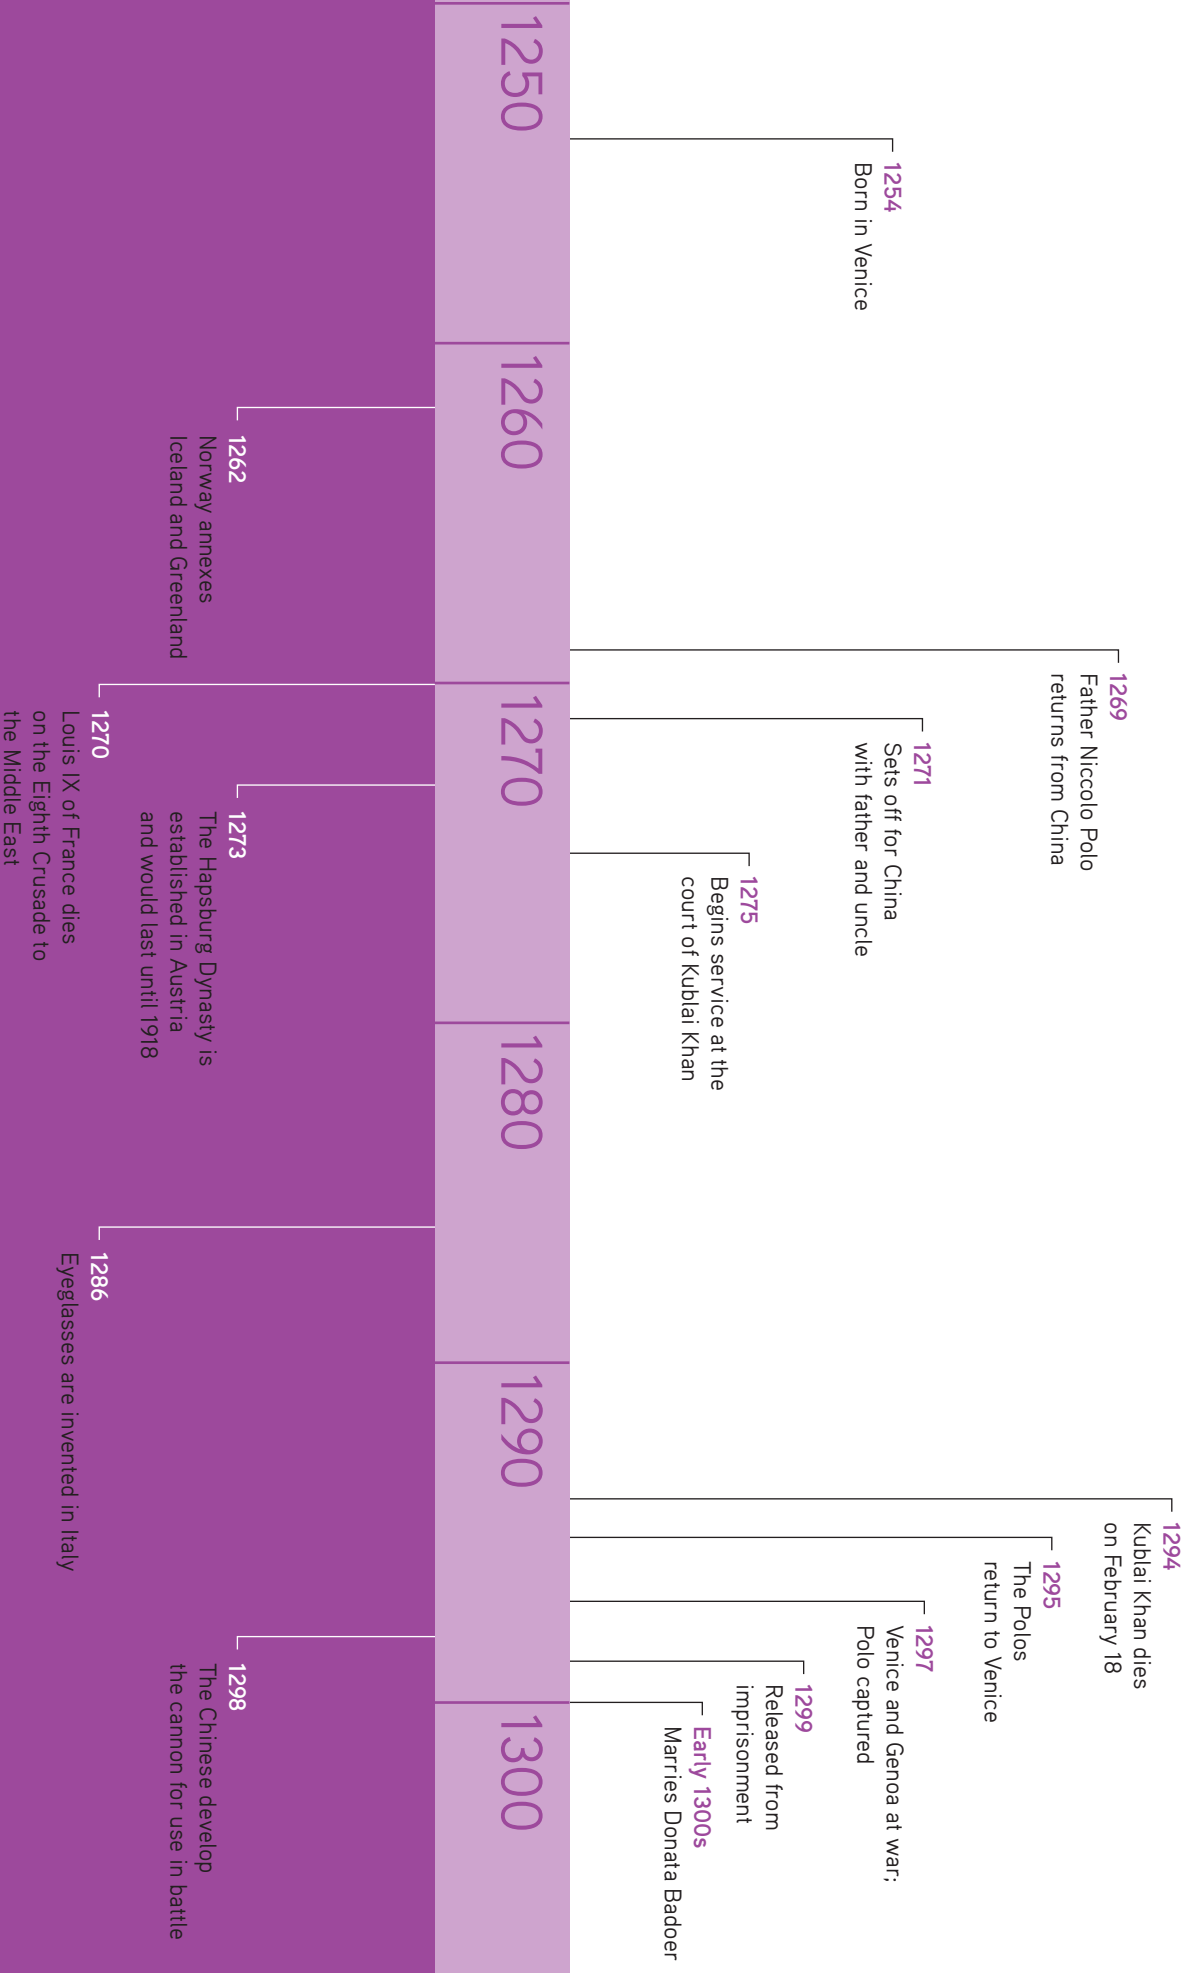 1254
Born in Venice
1269
Father Niccolo Polo
returns from China
1271
Sets off for China
with father and uncle
1275
Begins service at the
court of Kublai Khan
1294
Kublai Khan dies
on February 18
1295
The Polos
return to Venice
1297
Venice and Genoa at war;
Polo captured
1299
Released from
imprisonment
Early 1300s
Marries Donata Badoer
1250
1260
1270
1280
1290
1300
1262
Norway annexes
Iceland and Greenland
1270
Louis IX of France dies
on the Eighth Crusade to
the Middle East
1273
The Hapsburg Dynasty is
established in Austria
and would last until 1918
1286
Eyeglasses are invented in Italy
1298
The Chinese develop
the cannon for use in battle